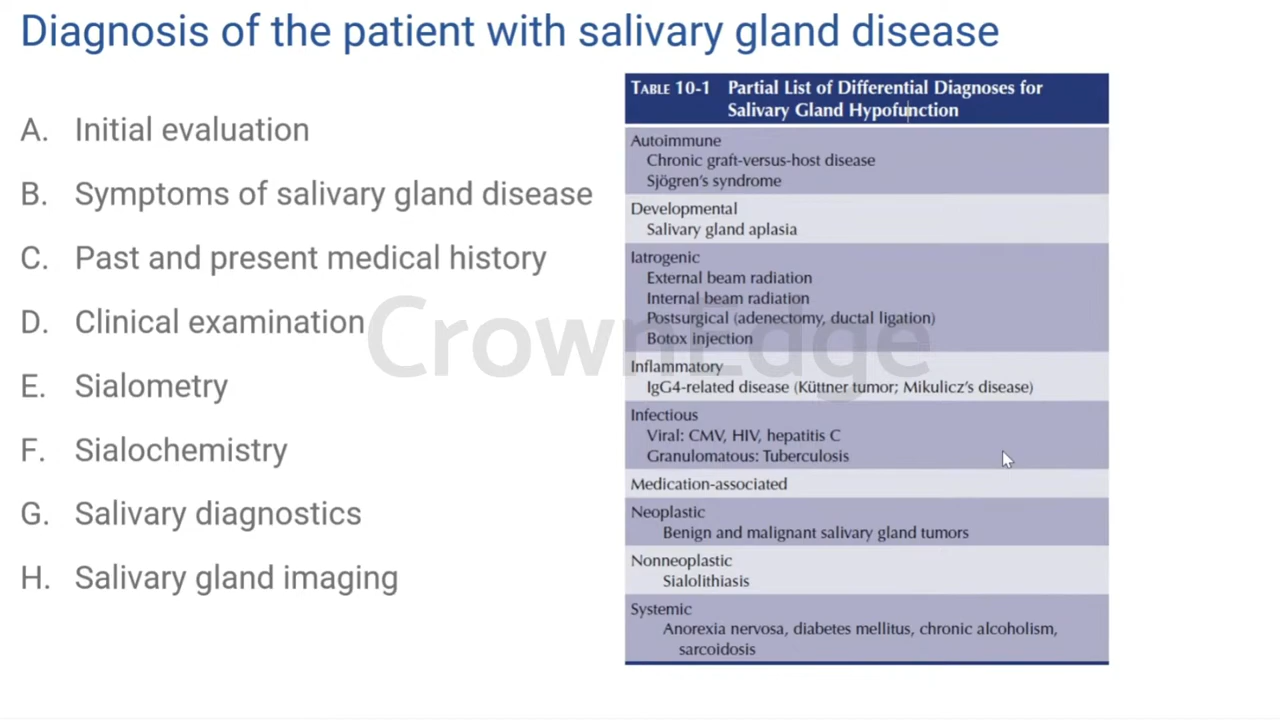 Diagnosis of the patient with salivary gland disease
A. Initial evaluation
B. Symptoms of salivary gland disease
C. Past and present medical history
D. Clinical examination
E. Sialometry
F. Sialochemistry
G. Salivary diagnostics
H. Salivary gland imaging
TABLE 10-1 Partial List of Differential Diagnoses for
Salivary Gland Hypofunction
Autoimmune
Chronic graft-versus-host disease
Sjögren's syndrome
Developmental
Salivary gland aplasia
Iatrogenic
External beam radiation
Internal beam radiation
Postsurgical (adenectomy, ductal ligation)
Botox injection
Inflammatory
IgG4-related disease (Küttner tumor; Mikulicz's disease)
Infectious
Viral: CMV, HIV, hepatitis C
Granulomatous: Tuberculosis
Medication-associated
Neoplastic
Benign and malignant salivary gland tumors
Nonneoplastic
Sialolithiasis
Systemic
Anorexia nervosa, diabetes mellitus, chronic alcoholism,
sarcoidosis
CrownEdge